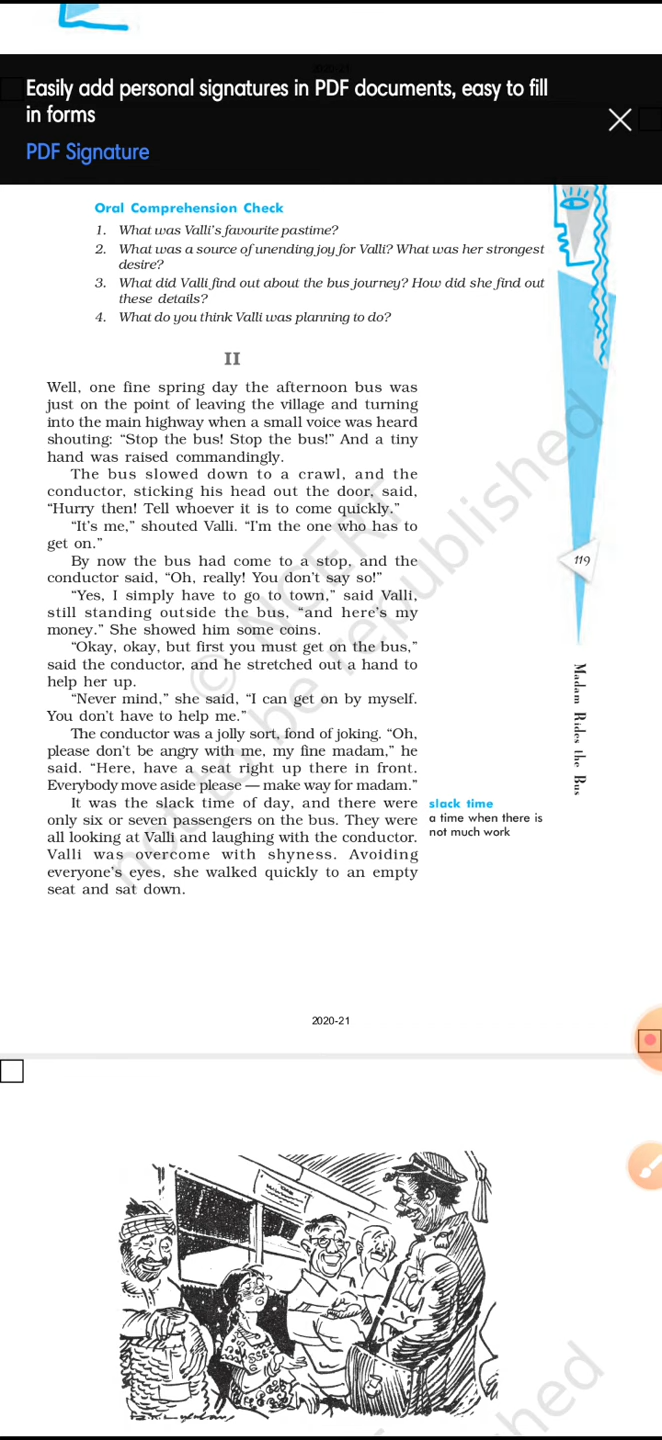 2020-21
Easily add personal signatures in PDF documents, easy to fill
in forms
PDF Signature
Oral Comprehension Check
1. What was Valli's favourite pastime?
2. What was a source of unending joy for Valli? What was her strongest
desire?
3. What did Valli find out about the bus journey? How did she find out
these details?
4. What do you think Valli was planning to do?
II
Well, one fine spring day the afternoon bus was
just on the point of leaving the village and turning
into the main highway when a small voice was heard
shouting: “Stop the bus! Stop the bus!” And a tiny
hand was raised commandingly.
The bus slowed down to a crawl, and the
conductor, sticking his head out the door, said,
“Hurry then! Tell whoever it is to come quickly.”
“It's me,” shouted Valli. “I'm the one who has to
get on.”
By now the bus had come to a stop, and the
conductor said, “Oh, really! You don't say so!”
“Yes, I simply have to go to town,” said Valli,
still standing outside the bus, “and here's my
money.” She showed him some coins.
“Okay, okay, but first you must get on the bus,”
said the conductor, and he stretched out a hand to
help her up.
“Never mind,” she said, “I can get on by myself.
You don't have to help me.”
The conductor was a jolly sort, fond of joking. “Oh,
please don't be angry with me, my fine madam,” he
said. “Here, have a seat right up there in front.
Everybody move aside please — make way for madam.”
It was the slack time of day, and there were
only six or seven passengers on the bus. They were
all looking at Valli and laughing with the conductor.
Valli was overcome with shyness. Avoiding
everyone's eyes, she walked quickly to an empty
seat and sat down.
slack time
a time when there is
not much work
119
Madam Rides the Bus
© NCERT
not to be republished
2020-21
shed